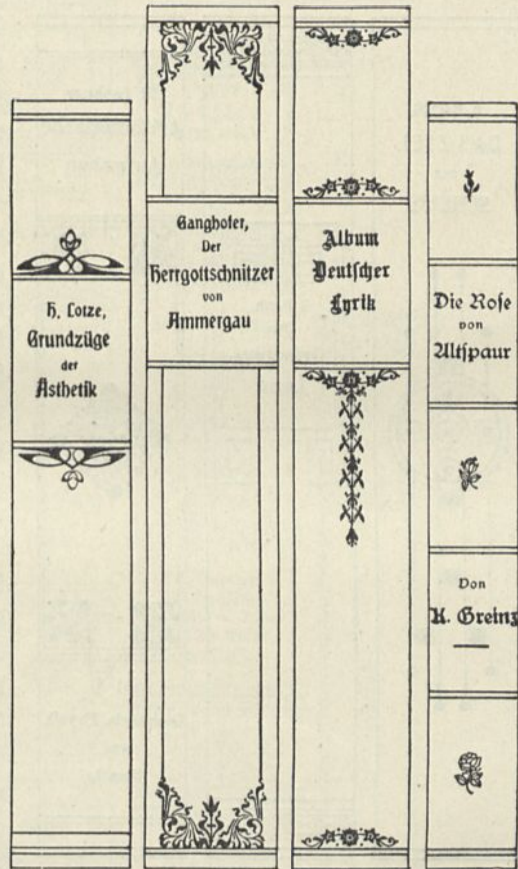 H. Lotze,
Grundzüge
der
Ästhetik
Ganghofer,
Der
Herrgottschnitzer
von
Ammergau
Album
Deutscher
Lyrik
Die Rose
von
Altspaur
Von
R. Greinz